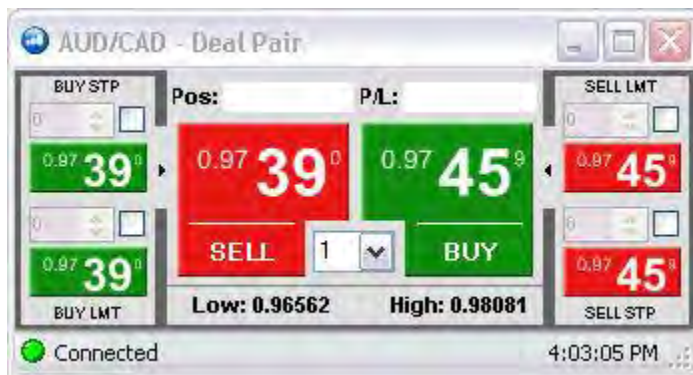 AUD/CAD - Deal Pair
BUY STP
Pos:
P/L:
SELL LMT
0
0
0.97 39 0
0.97 39 0
0.97 45 9
0.97 45 9
0
0
0.97 39 0
SELL
1
BUY
0.97 45 9
BUY LMT
Low: 0.96562
High: 0.98081
SELL STP
Connected
4:03:05 PM